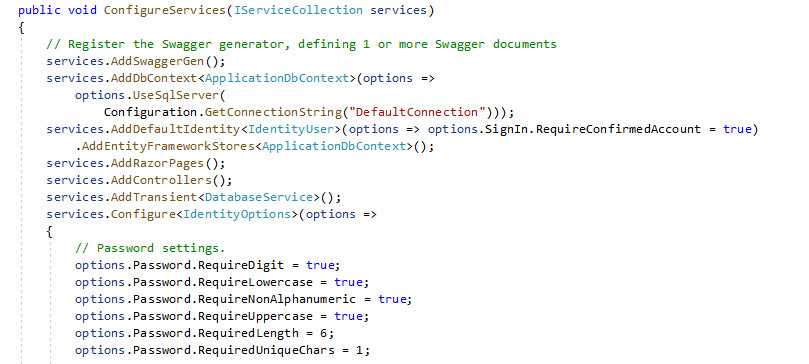 public void ConfigureServices(IServiceCollection services)
{
// Register the Swagger generator, defining 1 or more Swagger documents
services.AddSwaggerGen();
services.AddDbContext<ApplicationDbContext>(options =>
options.UseSqlServer(
Configuration.GetConnectionString("DefaultConnection")));
services.AddDefaultIdentity<IdentityUser>(options => options.SignIn.RequireConfirmedAccount = true)
.AddEntityFrameworkStores<ApplicationDbContext>();
services.AddRazorPages();
services.AddControllers();
services.AddTransient<DatabaseService>();
services.Configure<IdentityOptions>(options =>
{
// Password settings.
options.Password.RequireDigit = true;
options.Password.RequireLowercase = true;
options.Password.RequireNonAlphanumeric = true;
options.Password.RequireUppercase = true;
options.Password.RequiredLength = 6;
options.Password.RequiredUniqueChars = 1;